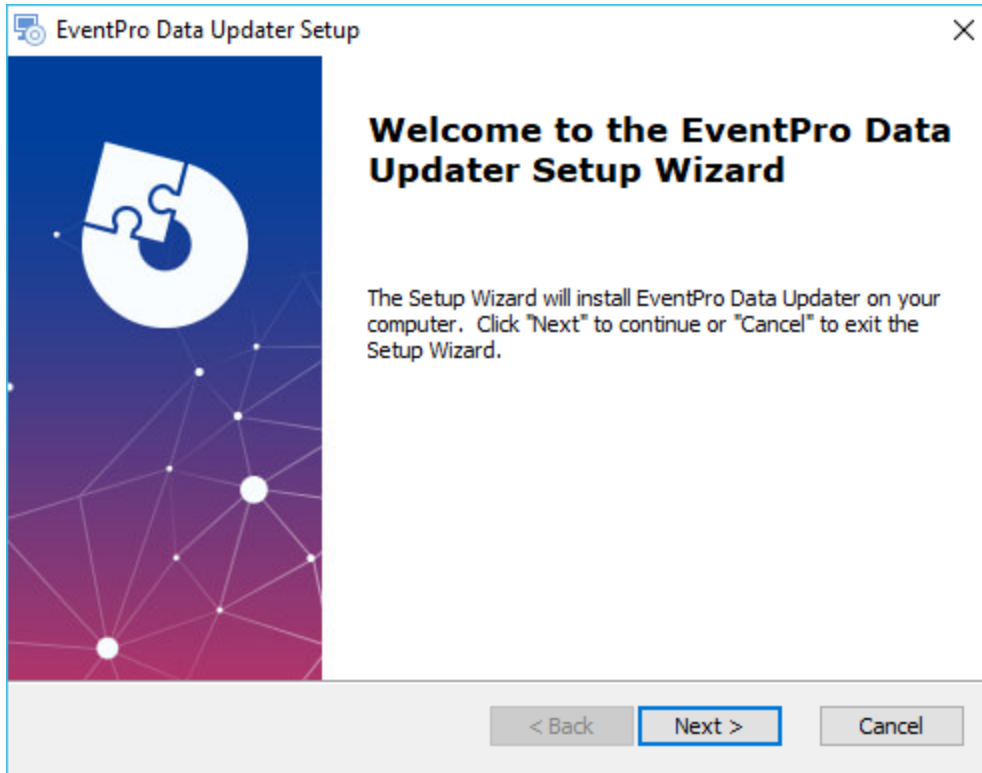 EventPro Data Updater Setup
Welcome to the EventPro Data
Updater Setup Wizard
The Setup Wizard will install EventPro Data Updater on your
computer.  Click "Next" to continue or "Cancel" to exit the
Setup Wizard.
< Back
Next >
Cancel